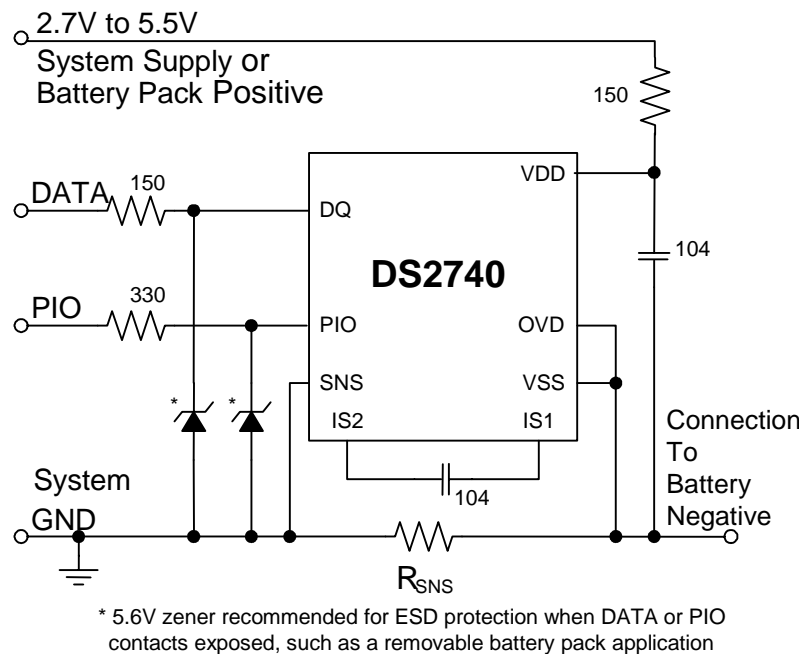 2.7V to 5.5V
System Supply or
Battery Pack Positive
150
VDD
DATA
150
DQ
104
DS2740
PIO
330
PIO
OVD
SNS
VSS
*
*
IS2
IS1
Connection
To
Battery
Negative
104
System
GND
RSNS
* 5.6V zener recommended for ESD protection when DATA or PIO
contacts exposed, such as a removable battery pack application